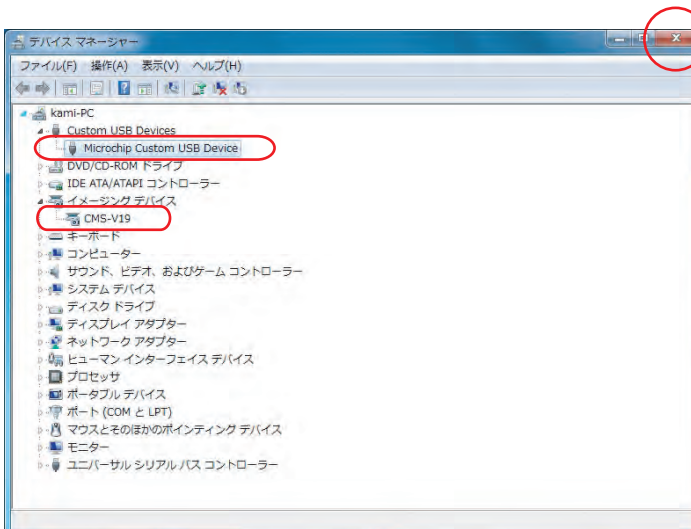 デバイス マネージャー
ファイル(F) 操作(A) 表示(V) ヘルプ(H)
kami-PC
Custom USB Devices
Microchip Custom USB Device
DVD/CD-ROM ドライブ
IDE ATA/ATAPI コントローラー
イメージング デバイス
CMS-V19
キーボード
コンピューター
サウンド、ビデオ、およびゲーム コントローラー
システム デバイス
ディスク ドライブ
ディスプレイ アダプター
ネットワーク アダプター
ヒューマン インターフェイス デバイス
プロセッサ
ポータブル デバイス
ポート (COM と LPT)
マウスとそのほかのポインティング デバイス
モニター
ユニバーサル シリアル バス コントローラー